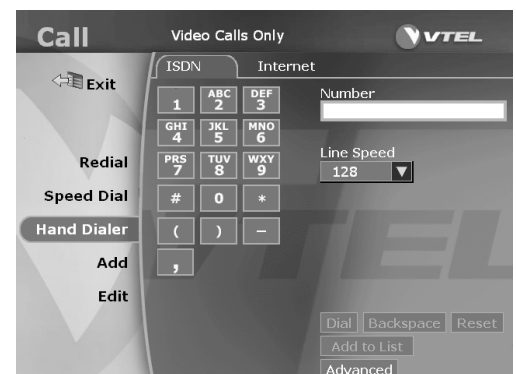 Call
Video Calls Only
VTEL
Exit
Redial
Speed Dial
Hand Dialer
Add
Edit
ISDN Internet
1 ABC 2 DEF 3
GHI 4 JKL 5 MNO 6
PRS 7 TUV 8 WXY 9
# 0 *
( ) –
,
Number
Line Speed
128
Dial Backspace Reset
Add to List
Advanced
VTEL